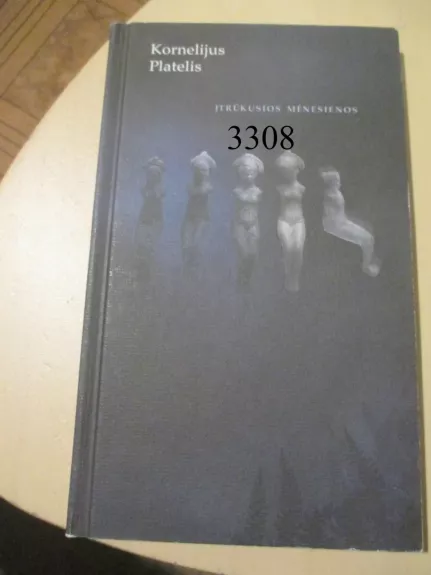 Kornelijus
Platelis
ĮTRŪKUSIOS MĖNESIENOS
3308